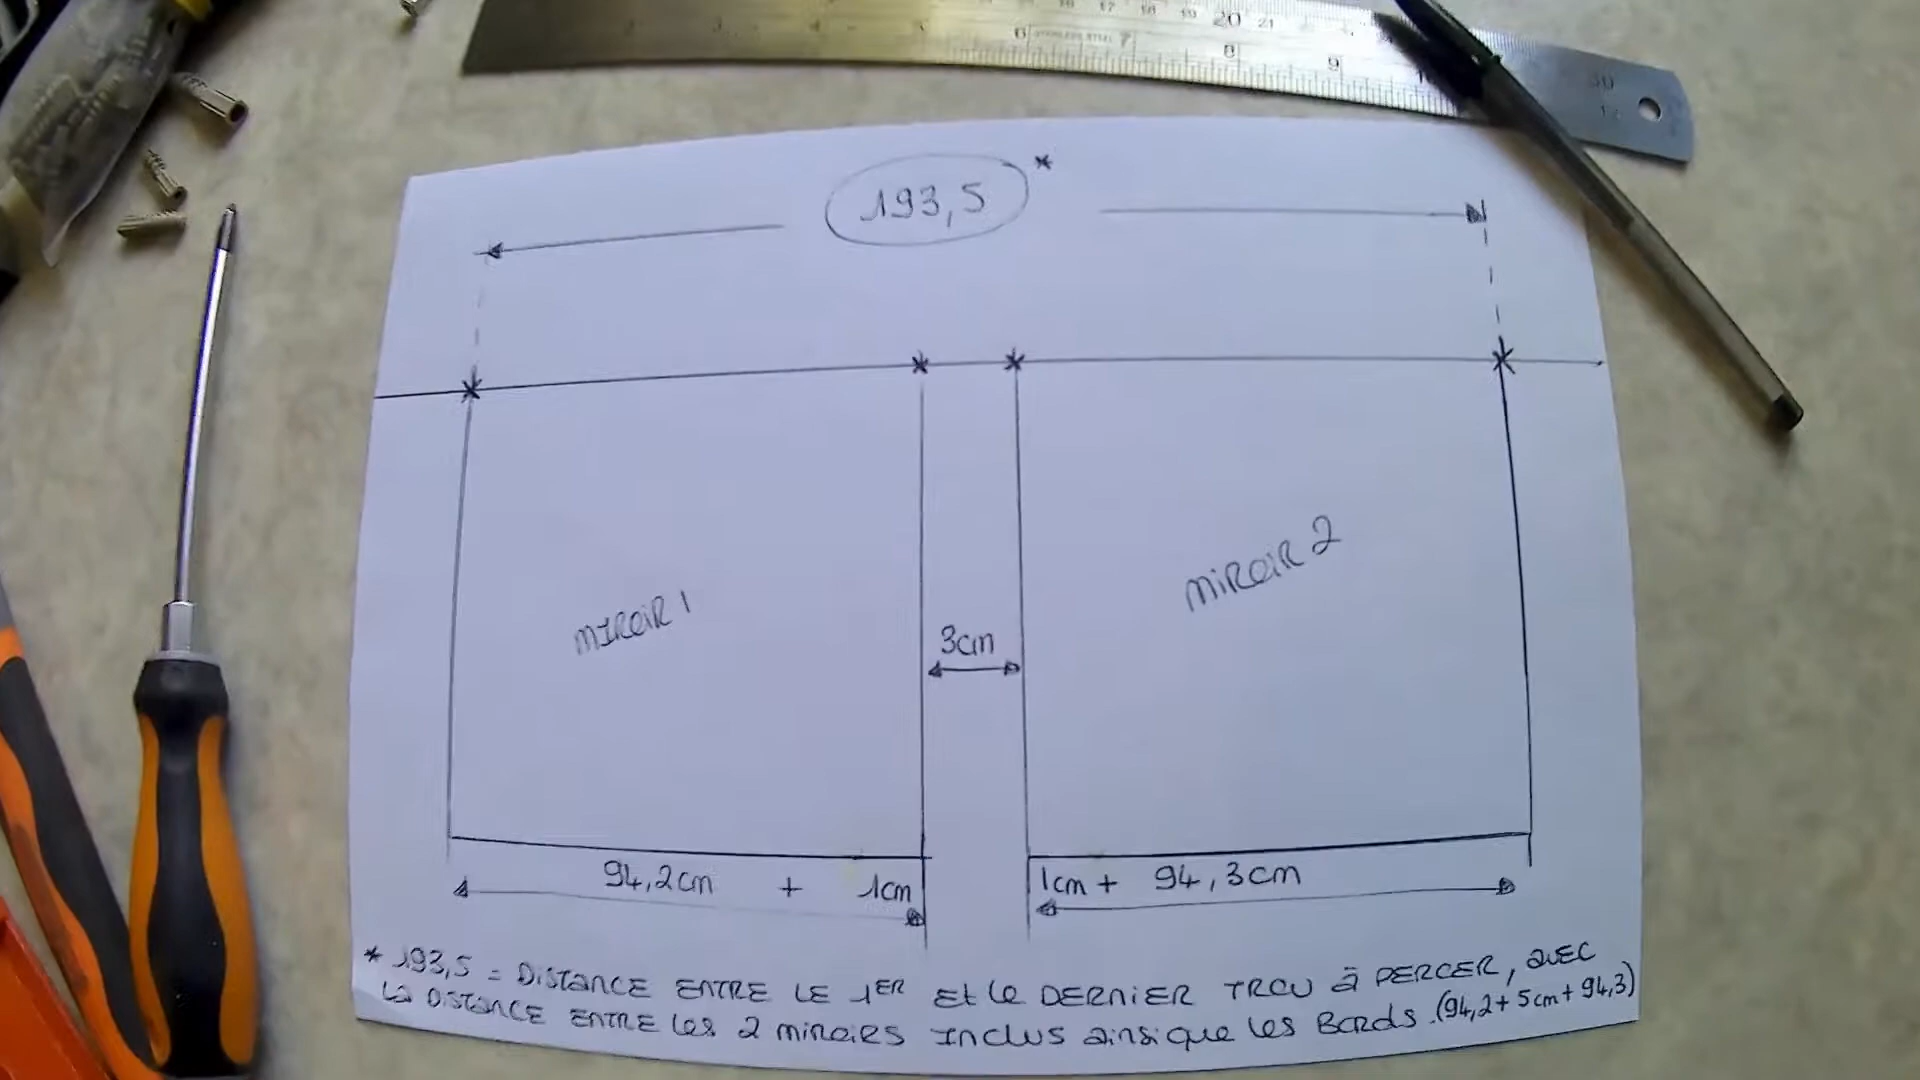 193,5 *
MIROIR 1
MIROIR 2
3cm
94,2cm + 1cm
1cm + 94,3cm
* 193,5 = DISTANCE ENTRE LE 1ER Et le DERNIER TROU à PERCER, avEC
La DISTANCE ENTRE les 2 miroirs INclus ainsi que les Bords. (94,2 + 5cm + 94,3)